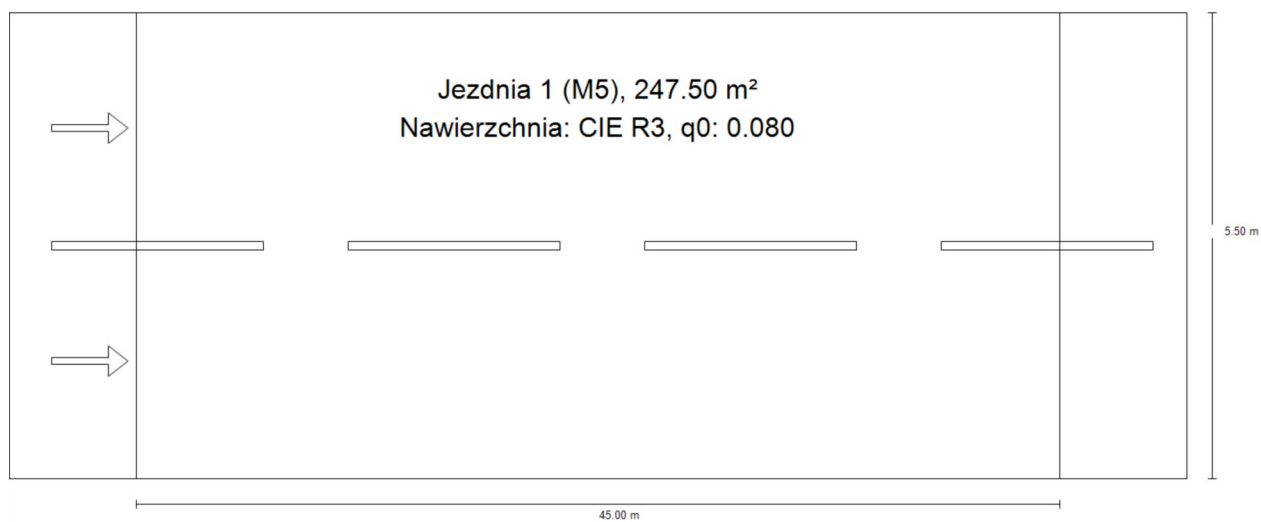 Jezdnia 1 (M5), 247.50 m²
Nawierzchnia: CIE R3, q0: 0.080
5.50 m
45.00 m